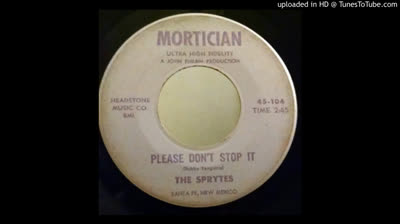 uploaded in HD @ TunesToTube.com
MORTICIAN
ULTRA HIGH FIDELITY
A JOHN
PRODUCTION
HEADSTONE
MUSIC CO.
BMI
45-104
TIME 2:45
PLEASE DON'T STOP IT
THE SPRYTES
SANTA FE, NEW MEXICO